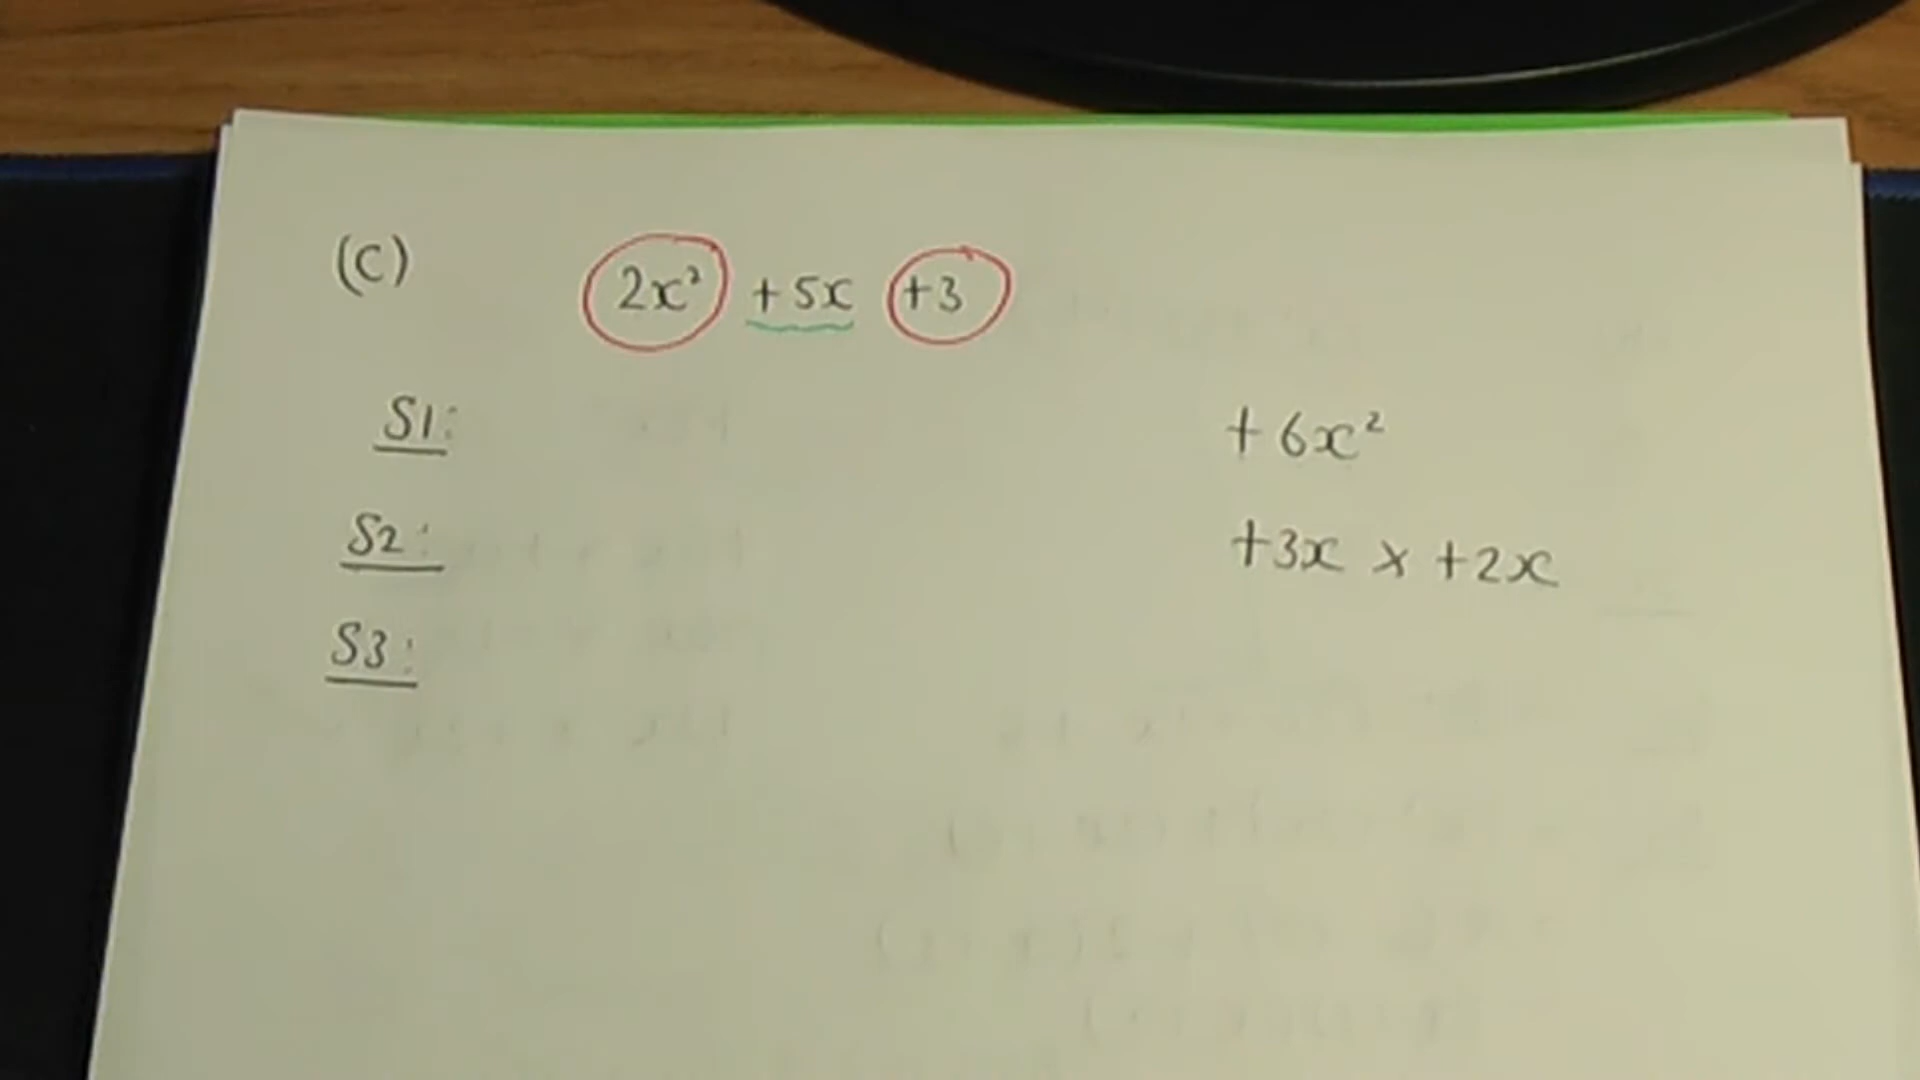 (C) 2x² +5x +3
S1: +6x²
S2: +3x x +2x
S3: